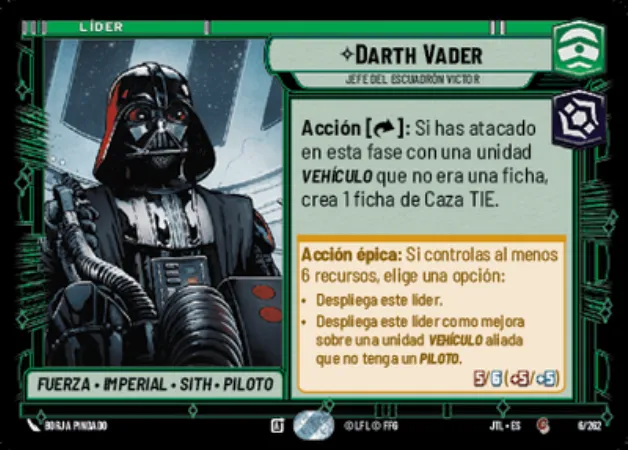 LÍDER
DARTH VADER
JEFE DEL ESCUADRÓN VICTOR
Acción [ ]: Si has atacado
en esta fase con una unidad
VEHÍCULO que no era una ficha,
crea 1 ficha de Caza TIE.
Acción épica: Si controlas al menos
6 recursos, elige una opción:
• Despliega este líder.
• Despliega este líder como mejora
sobre una unidad VEHÍCULO aliada
que no tenga un PILOTO.
5/6 (+5/+5)
FUERZA • IMPERIAL • SITH • PILOTO
BORJA PINDADO
© LFL © FFG
JTL • ES
6/262